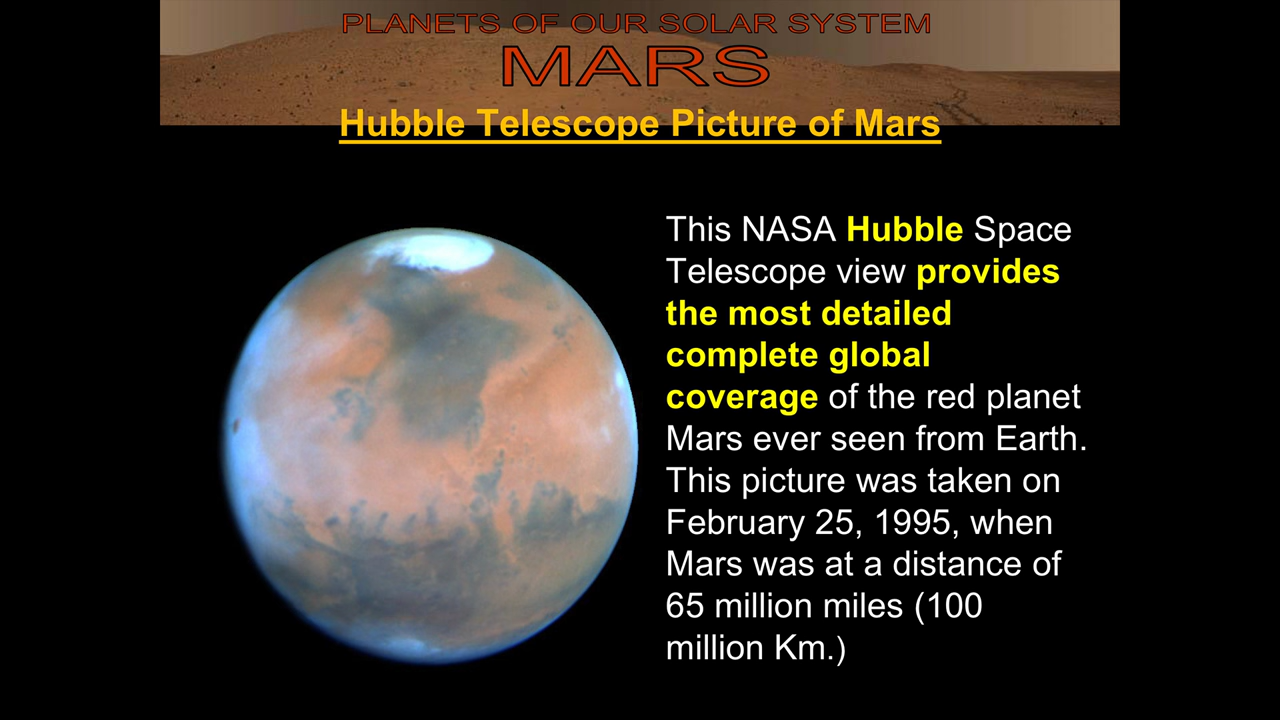 PLANETS OF OUR SOLAR SYSTEM
MARS
Hubble Telescope Picture of Mars
This NASA Hubble Space
Telescope view provides
the most detailed
complete global
coverage of the red planet
Mars ever seen from Earth.
This picture was taken on
February 25, 1995, when
Mars was at a distance of
65 million miles (100
million Km.)